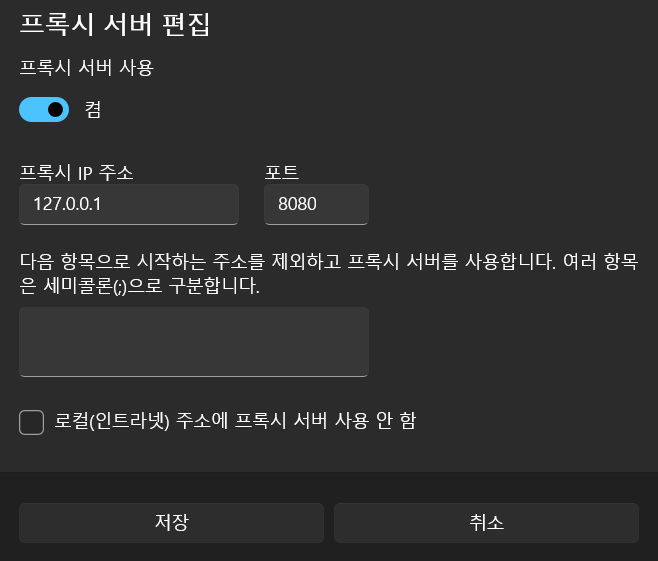 프록시 서버 편집
프록시 서버 사용
켬
프록시 IP 주소
포트
127.0.0.1
8080
다음 항목으로 시작하는 주소를 제외하고 프록시 서버를 사용합니다. 여러 항목
은 세미콜론(;)으로 구분합니다.
로컬(인트라넷) 주소에 프록시 서버 사용 안 함
저장
취소